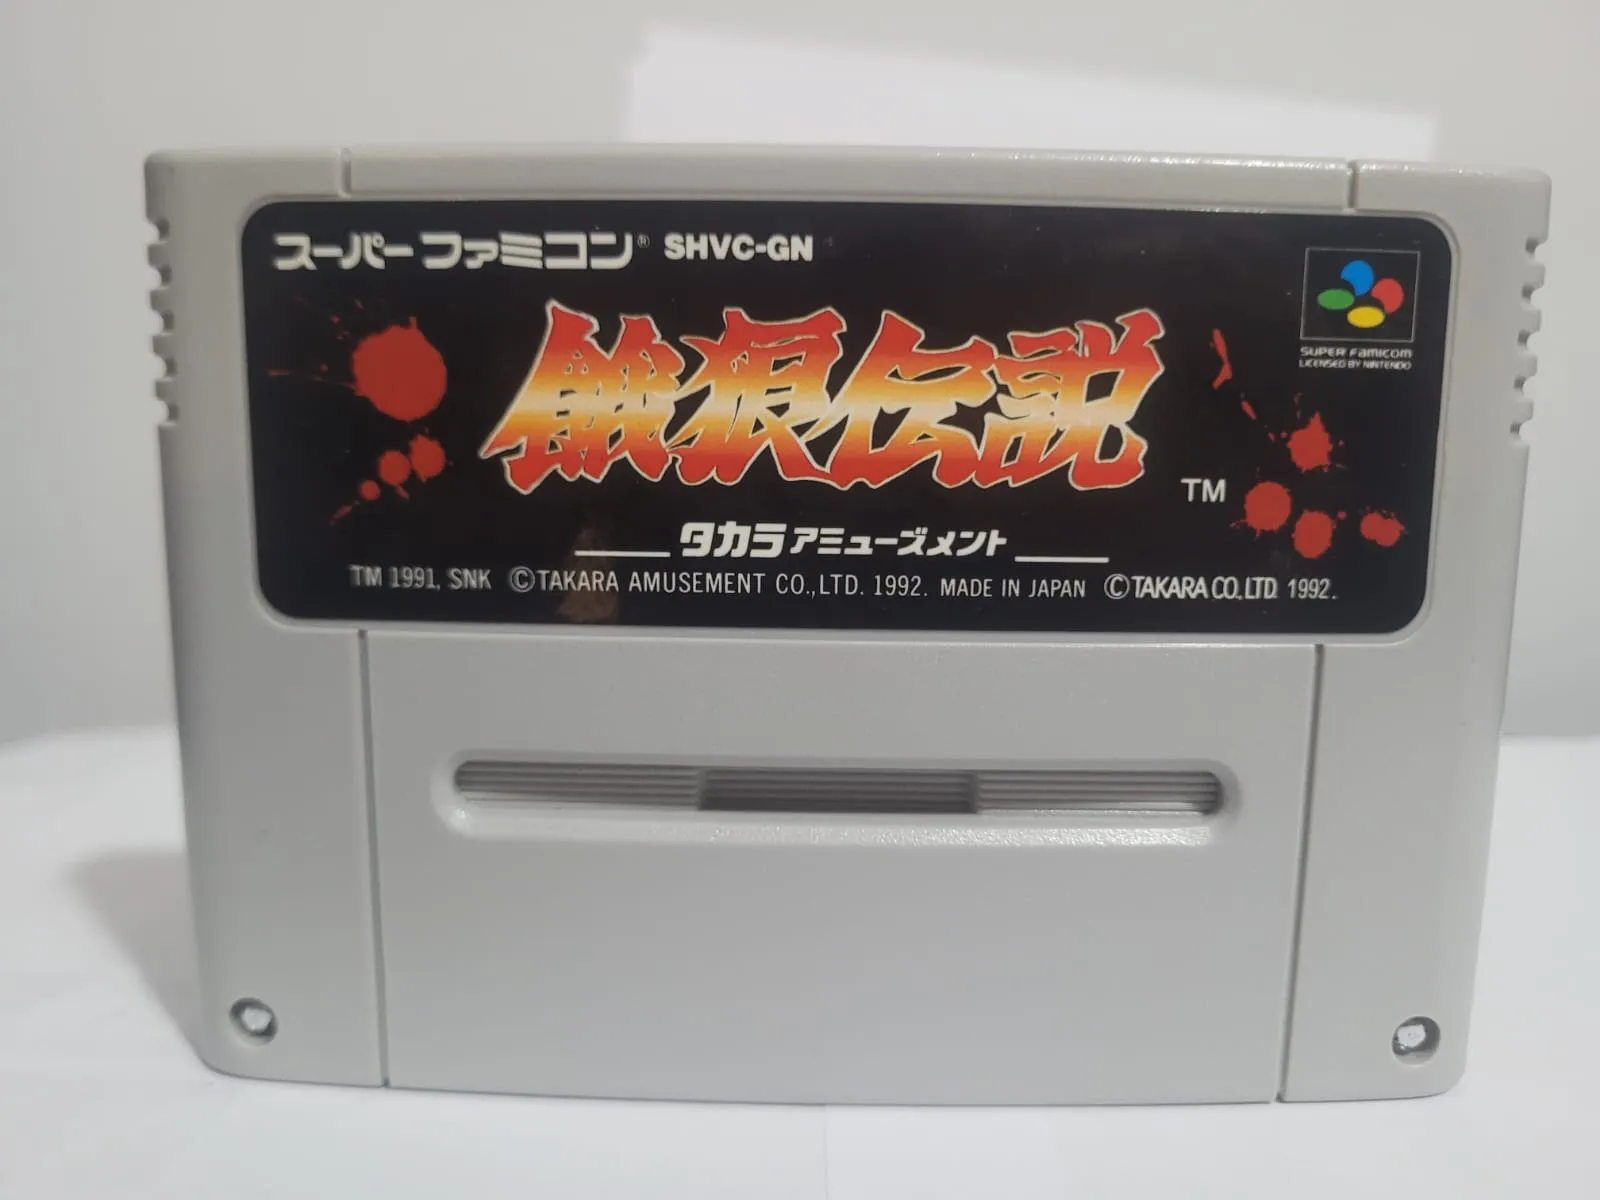 スーパーファミコン® SHVC-GN
SUPER FAMICOM
LICENSED BY NINTENDO
餓狼伝説
TM
タカラアミューズメント
TM 1991, SNK ©TAKARA AMUSEMENT CO.,LTD. 1992. MADE IN JAPAN ©TAKARA CO.,LTD. 1992.